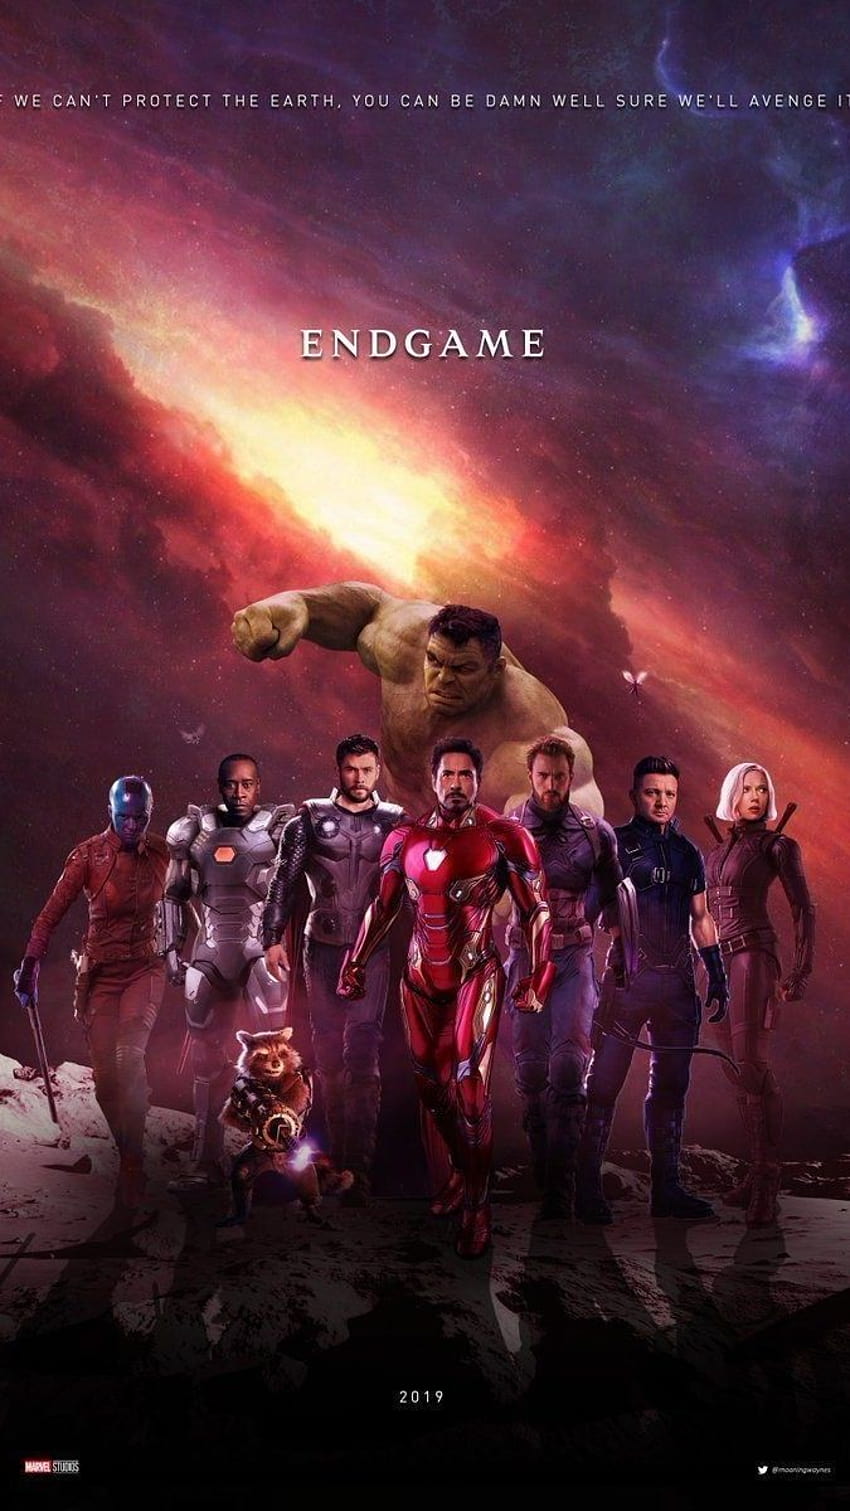 F WE CAN'T PROTECT THE EARTH, YOU CAN BE DAMN WELL SURE WE'LL AVENGE IT
ENDGAME
2019
MARVEL STUDIOS
@mooningwaynes